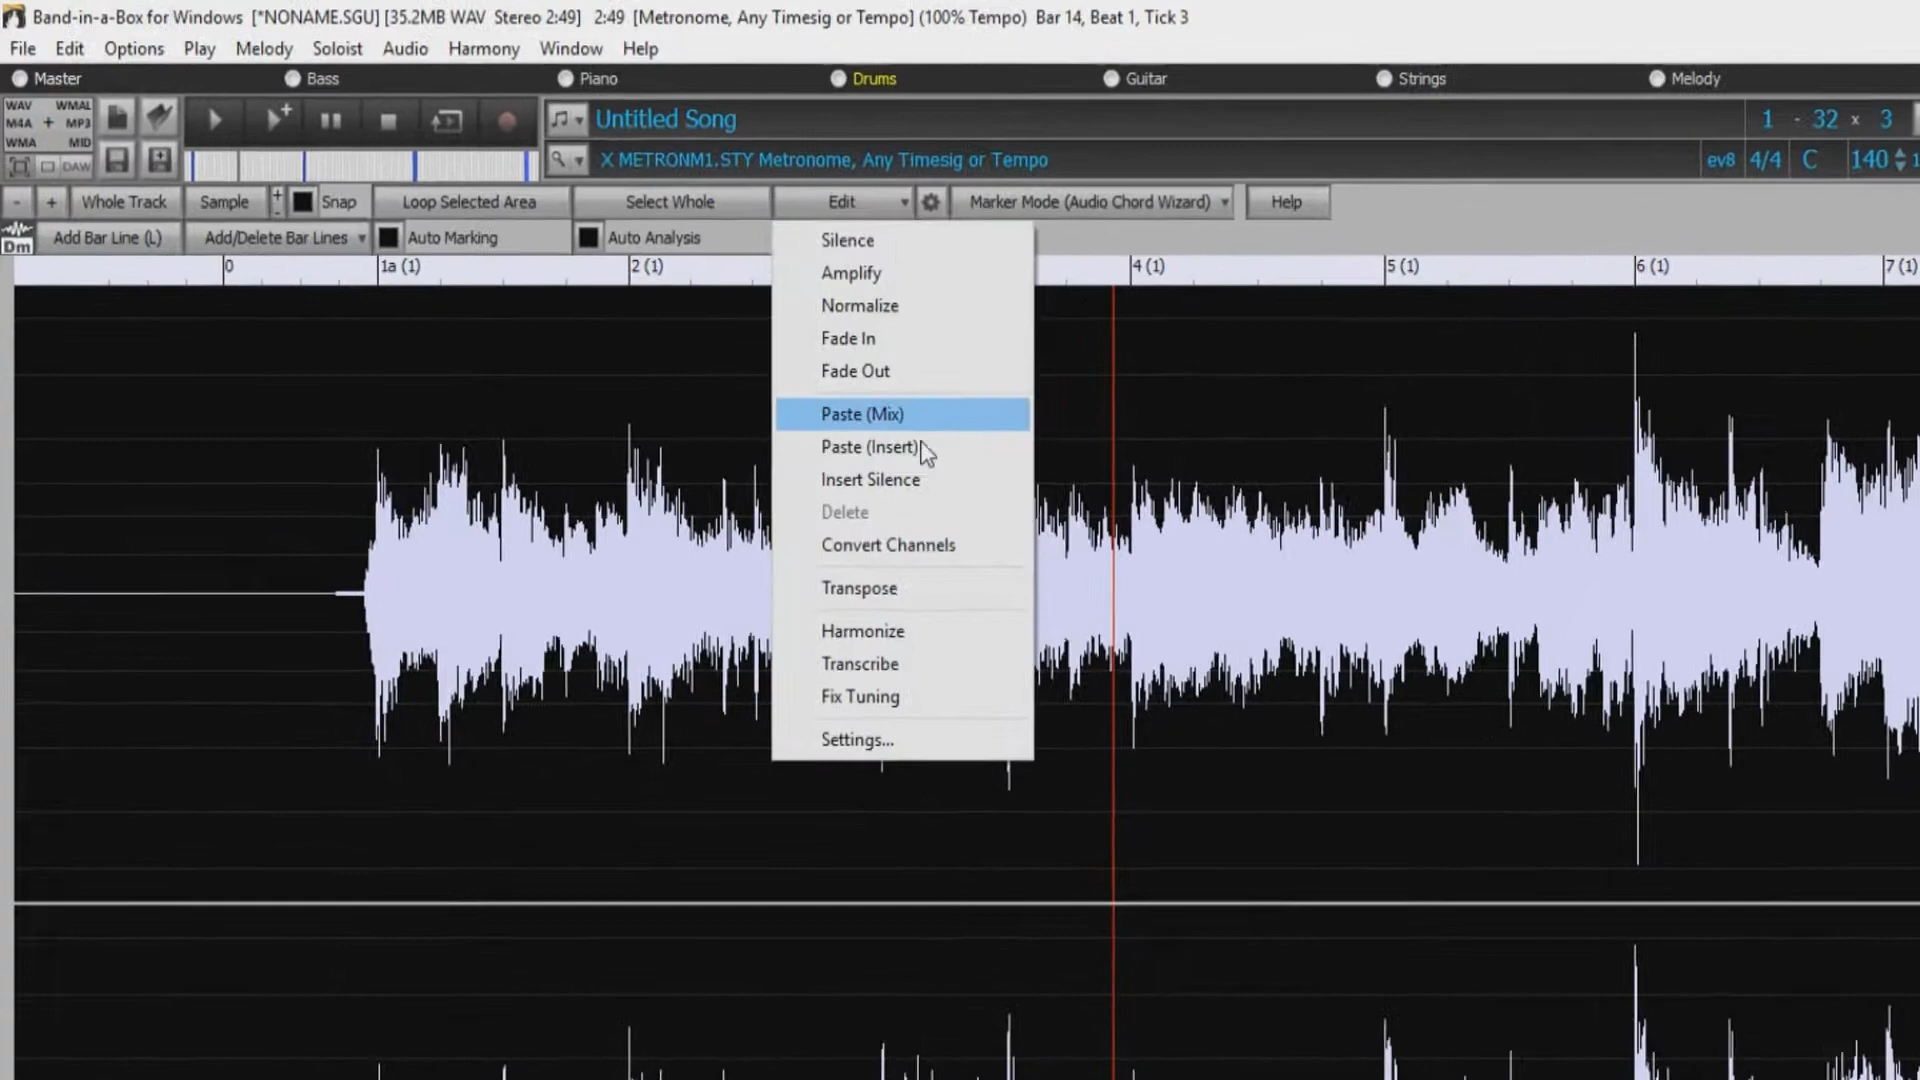 Band-in-a-Box for Windows [*NONAME.SGU] [35.2MB WAV Stereo 2:49] 2:49 [Metronome, Any Timesig or Tempo] (100% Tempo) Bar 14, Beat 1, Tick 3
File Edit Options Play Melody Soloist Audio Harmony Window Help
Master Bass Piano Drums Guitar Strings Melody
WAV WMAL
M4A + MP3
WMA MID
DAW
Untitled Song 1 - 32 x 3
X METRONM1.STY Metronome, Any Timesig or Tempo ev8 4/4 C 140
- + Whole Track Sample + - Snap Loop Selected Area Select Whole Edit Marker Mode (Audio Chord Wizard) Help
Dm Add Bar Line (L) Add/Delete Bar Lines Auto Marking Auto Analysis
0 1a (1) 2 (1) 4 (1) 5 (1) 6 (1) 7 (1)
Silence
Amplify
Normalize
Fade In
Fade Out
Paste (Mix)
Paste (Insert)
Insert Silence
Delete
Convert Channels
Transpose
Harmonize
Transcribe
Fix Tuning
Settings...